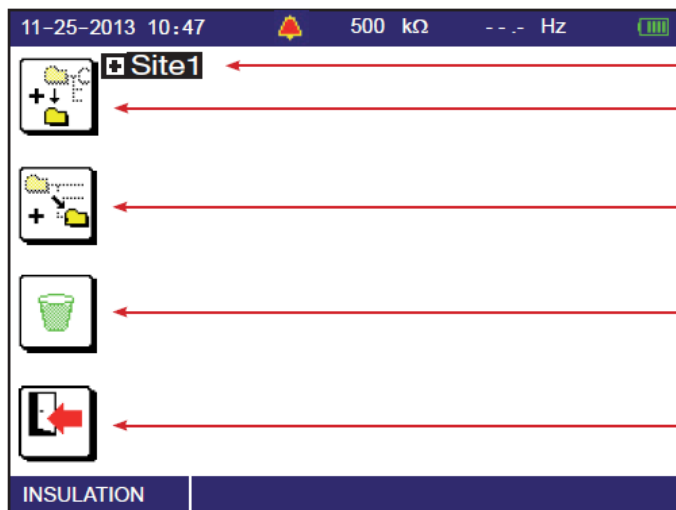 11-25-2013 10:47 500 kΩ - - .- Hz
Site1
INSULATION